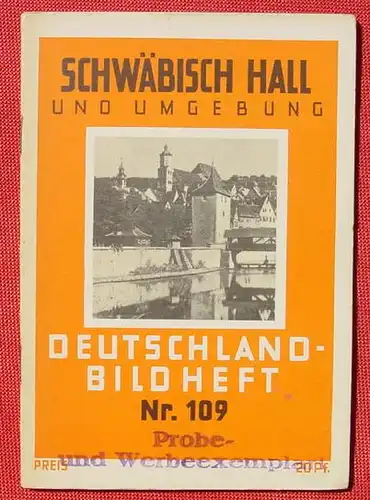 SCHWÄBISCH HALL
UND UMGEBUNG
DEUTSCHLAND-
BILDHEFT
Nr. 109
Probe-
und Werbeexemplar
PREIS 20 Pf.